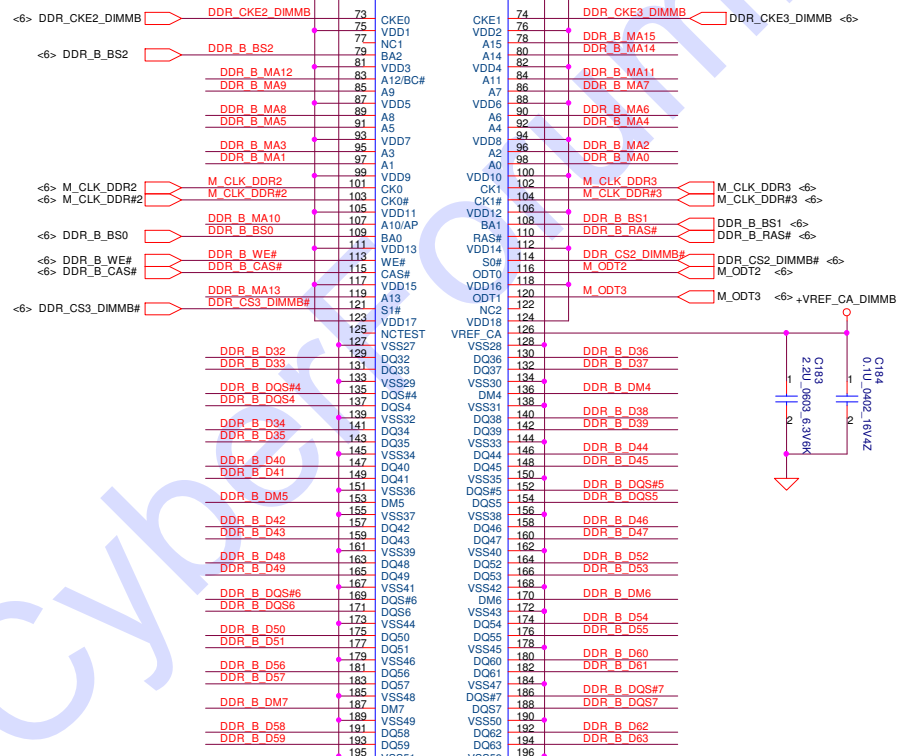 <6> DDR_CKE2_DIMMB DDR_CKE2_DIMMB 73 CKE0 CKE1 74 DDR_CKE3_DIMMB DDR_CKE3_DIMMB <6>
75 VDD1 VDD2 76
77 NC1 A15 78 DDR_B_MA15
<6> DDR_B_BS2 DDR_B_BS2 79 BA2 A14 80 DDR_B_MA14
81 VDD3 VDD4 82
DDR_B_MA12 83 A12/BC# A11 84 DDR_B_MA11
DDR_B_MA9 85 A9 A7 86 DDR_B_MA7
87 VDD5 VDD6 88
DDR_B_MA8 89 A8 A6 90 DDR_B_MA6
DDR_B_MA5 91 A5 A4 92 DDR_B_MA4
93 VDD7 VDD8 94
DDR_B_MA3 95 A3 A2 96 DDR_B_MA2
DDR_B_MA1 97 A1 A0 98 DDR_B_MA0
99 VDD9 VDD10 100
<6> M_CLK_DDR2 M_CLK_DDR2 101 CK0 CK1 102 M_CLK_DDR3 M_CLK_DDR3 <6>
<6> M_CLK_DDR#2 M_CLK_DDR#2 103 CK0# CK1# 104 M_CLK_DDR#3 M_CLK_DDR#3 <6>
105 VDD11 VDD12 106
DDR_B_MA10 107 A10/AP BA1 108 DDR_B_BS1 DDR_B_BS1 <6>
<6> DDR_B_BS0 DDR_B_BS0 109 BA0 RAS# 110 DDR_B_RAS# DDR_B_RAS# <6>
111 VDD13 VDD14 112
<6> DDR_B_WE# DDR_B_WE# 113 WE# S0# 114 DDR_CS2_DIMMB# DDR_CS2_DIMMB# <6>
<6> DDR_B_CAS# DDR_B_CAS# 115 CAS# ODT0 116 M_ODT2 M_ODT2 <6>
117 VDD15 VDD16 118
DDR_B_MA13 119 A13 ODT1 120 M_ODT3 M_ODT3 <6> +VREF_CA_DIMMB
<6> DDR_CS3_DIMMB# DDR_CS3_DIMMB# 121 S1# NC2 122
123 VDD17 VDD18 124
125 NCTEST VREF_CA 126
127 VSS27 VSS28 128
DDR_B_D32 129 DQ32 DQ36 130 DDR_B_D36
DDR_B_D33 131 DQ33 DQ37 132 DDR_B_D37
133 VSS29 VSS30 134
DDR_B_DQS#4 135 DQS#4 DM4 136 DDR_B_DM4
DDR_B_DQS4 137 DQS4 VSS31 138
139 VSS32 DQ38 140 DDR_B_D38
DDR_B_D34 141 DQ34 DQ39 142 DDR_B_D39
DDR_B_D35 143 DQ35 VSS33 144
145 VSS34 DQ44 146 DDR_B_D44
DDR_B_D40 147 DQ40 DQ45 148 DDR_B_D45
DDR_B_D41 149 DQ41 VSS35 150
151 VSS36 DQS#5 152 DDR_B_DQS#5
DDR_B_DM5 153 DM5 DQS5 154 DDR_B_DQS5
155 VSS37 VSS38 156
DDR_B_D42 157 DQ42 DQ46 158 DDR_B_D46
DDR_B_D43 159 DQ43 DQ47 160 DDR_B_D47
161 VSS39 VSS40 162
DDR_B_D48 163 DQ48 DQ52 164 DDR_B_D52
DDR_B_D49 165 DQ49 DQ53 166 DDR_B_D53
167 VSS41 VSS42 168
DDR_B_DQS#6 169 DQS#6 DM6 170 DDR_B_DM6
DDR_B_DQS6 171 DQS6 VSS43 172
173 VSS44 DQ54 174 DDR_B_D54
DDR_B_D50 175 DQ50 DQ55 176 DDR_B_D55
DDR_B_D51 177 DQ51 VSS45 178
179 VSS46 DQ60 180 DDR_B_D60
DDR_B_D56 181 DQ56 DQ61 182 DDR_B_D61
DDR_B_D57 183 DQ57 VSS47 184
185 VSS48 DQS#7 186 DDR_B_DQS#7
DDR_B_DM7 187 DM7 DQS7 188 DDR_B_DQS7
189 VSS49 VSS50 190
DDR_B_D58 191 DQ58 DQ62 192 DDR_B_D62
DDR_B_D59 193 DQ59 DQ63 194 DDR_B_D63
195 196
1 2 C183
2.2U_0603_6.3V6K
1 2 C184
0.1U_0402_16V4Z
CyberForum